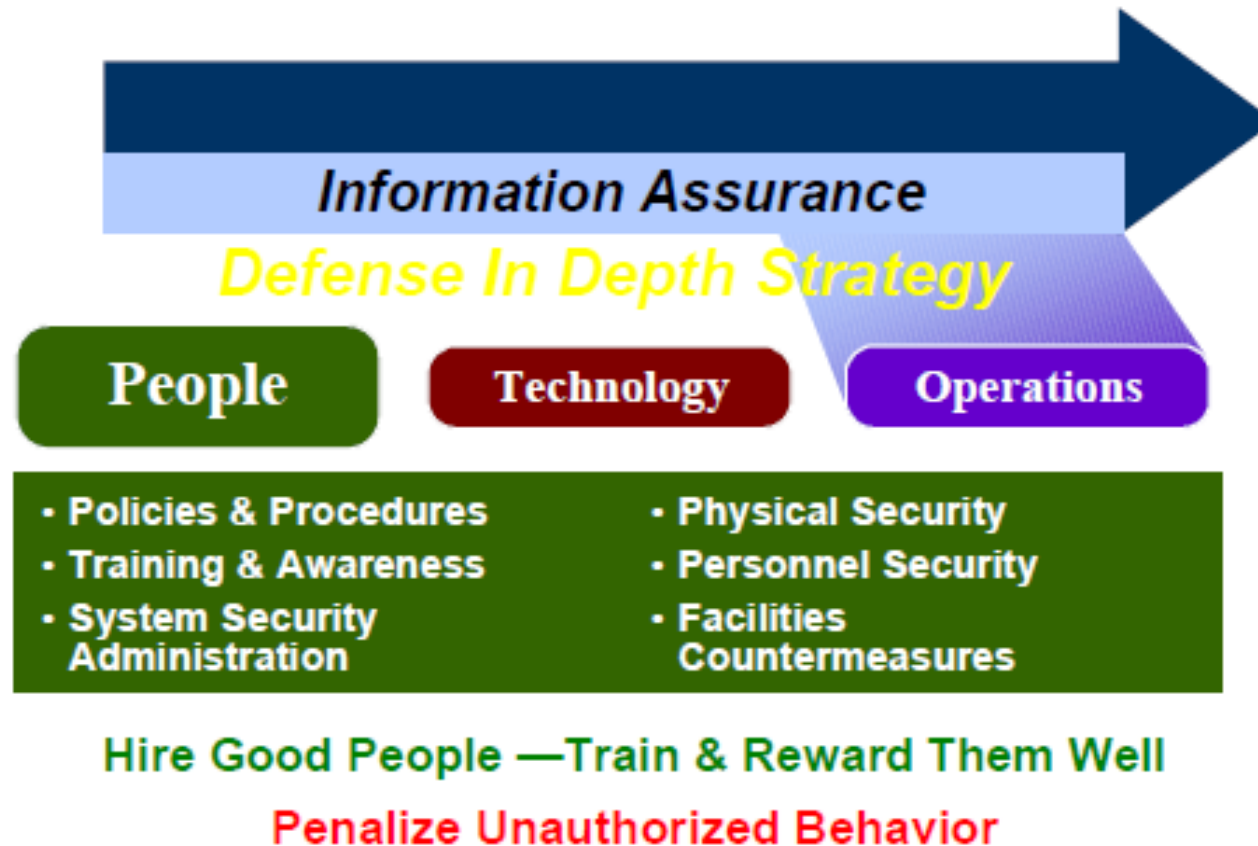 Information Assurance
Defense In Depth Strategy
People
Technology
Operations
· Policies & Procedures
· Training & Awareness
· System Security
Administration
· Physical Security
· Personnel Security
· Facilities
Countermeasures
Hire Good People —Train & Reward Them Well
Penalize Unauthorized Behavior